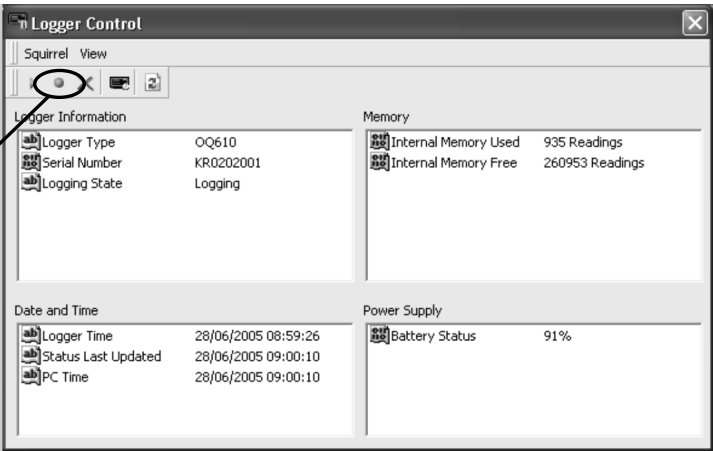 Logger Control
Squirrel View
Logger Information
Logger Type OQ610
Serial Number KR0202001
Logging State Logging
Memory
Internal Memory Used 935 Readings
Internal Memory Free 260953 Readings
Date and Time
Logger Time 28/06/2005 08:59:26
Status Last Updated 28/06/2005 09:00:10
PC Time 28/06/2005 09:00:10
Power Supply
Battery Status 91%